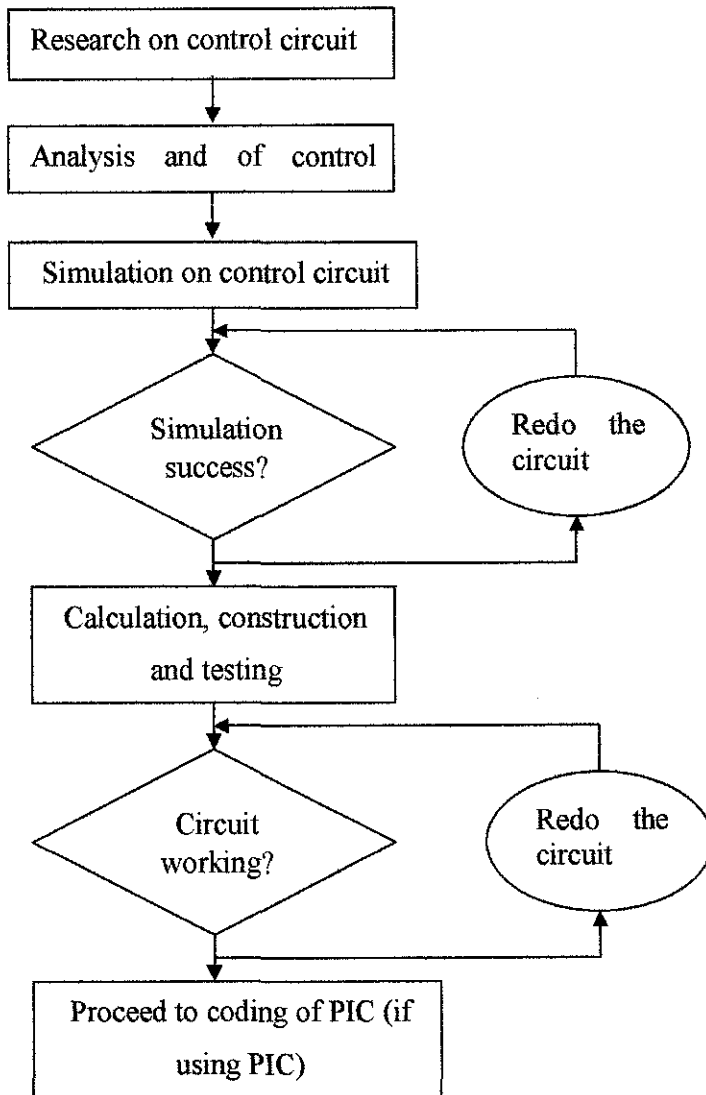 Research on control circuit
Analysis and of control
Simulation on control circuit
Simulation
success?
Redo the
circuit
Calculation, construction
and testing
Circuit
working?
Redo the
circuit
Proceed to coding of PIC (if
using PIC)